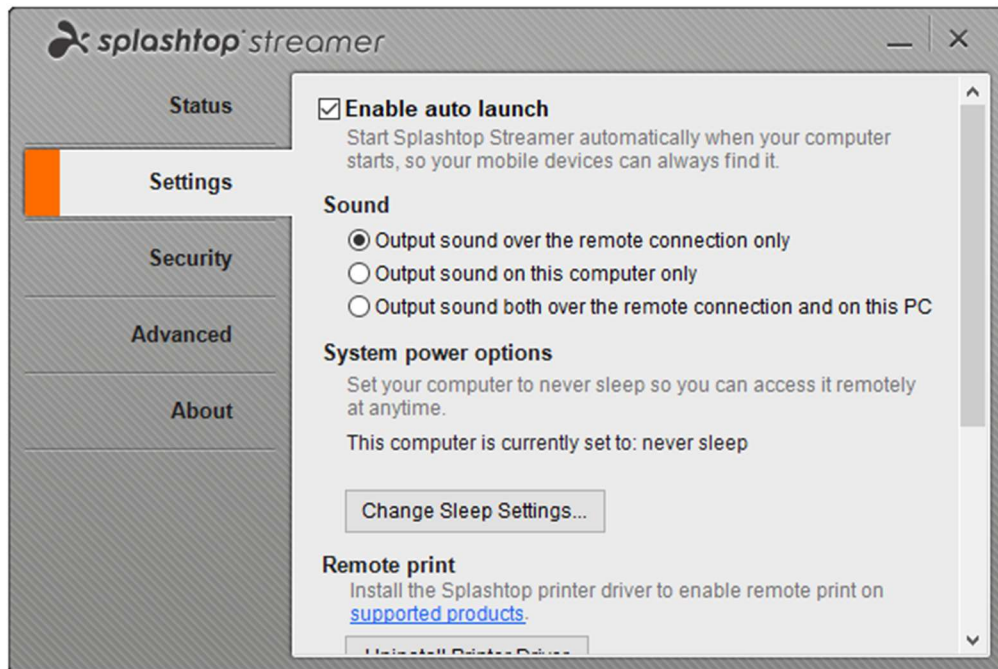 splashtop streamer
Status
Settings
Security
Advanced
About
Enable auto launch
Start Splashtop Streamer automatically when your computer
starts, so your mobile devices can always find it.
Sound
Output sound over the remote connection only
Output sound on this computer only
Output sound both over the remote connection and on this PC
System power options
Set your computer to never sleep so you can access it remotely
at anytime.
This computer is currently set to: never sleep
Change Sleep Settings...
Remote print
Install the Splashtop printer driver to enable remote print on
supported products.
Uninstall Printer Driver